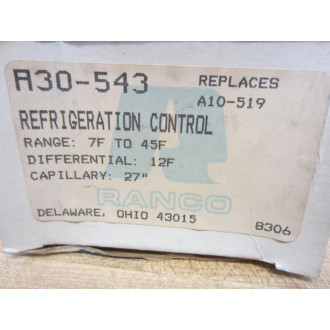 A30-543
REPLACES
A10-519
REFRIGERATION CONTROL
RANGE: 7F TO 45F
DIFFERENTIAL: 12F
CAPILLARY: 27"
RANCO
DELAWARE, OHIO 43015
8306